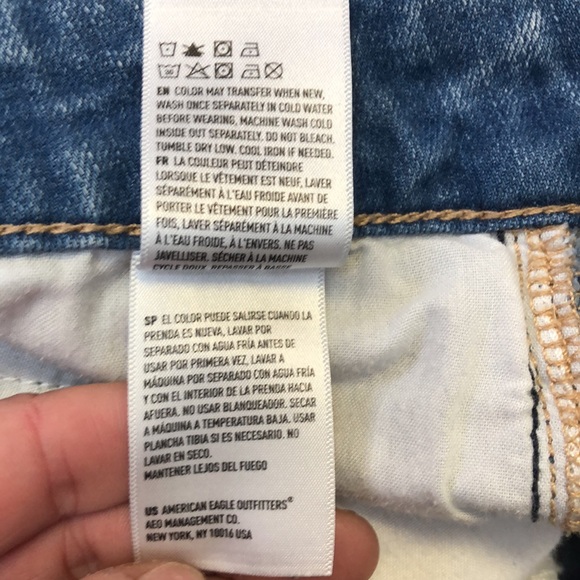 EN COLOR MAY TRANSFER WHEN NEW,
WASH ONCE SEPARATELY IN COLD WATER
BEFORE WEARING, MACHINE WASH COLD
INSIDE OUT SEPARATELY. DO NOT BLEACH.
TUMBLE DRY LOW. COOL IRON IF NEEDED.
FR LA COULEUR PEUT DÉTEINDRE
LORSQUE LE VÊTEMENT EST NEUF, LAVER
SÉPARÉMENT À L'EAU FROIDE AVANT DE
PORTER LE VÊTEMENT POUR LA PREMIÈRE
FOIS, LAVER SÉPARÉMENT À LA MACHINE
À L'EAU FROIDE, À L'ENVERS. NE PAS
JAVELLISER. SÉCHER À LA MACHINE
CYCLE DOUX. REPASSER À BASSE
SP EL COLOR PUEDE SALIRSE CUANDO LA
PRENDA ES NUEVA, LAVAR POR
SEPARADO CON AGUA FRÍA ANTES DE
USAR POR PRIMERA VEZ, LAVAR A
MÁQUINA POR SEPARADO CON AGUA FRÍA
Y CON EL INTERIOR DE LA PRENDA HACIA
AFUERA. NO USAR BLANQUEADOR. SECAR
A MÁQUINA A TEMPERATURA BAJA. USAR
PLANCHA TIBIA SI ES NECESARIO. NO
LAVAR EN SECO.
MANTENER LEJOS DEL FUEGO
US AMERICAN EAGLE OUTFITTERS®
AEO MANAGEMENT CO.
NEW YORK, NY 10016 USA